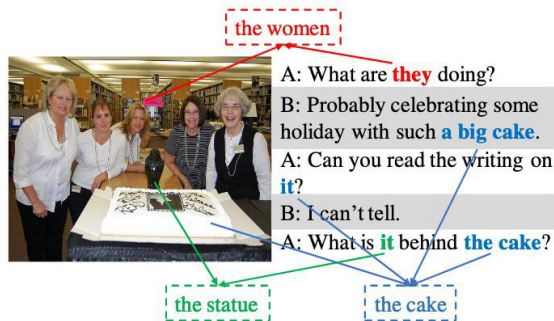 the women
A: What are they doing?
B: Probably celebrating some
holiday with such a big cake.
A: Can you read the writing on
it?
B: I can't tell.
A: What is it behind the cake?
the statue
the cake